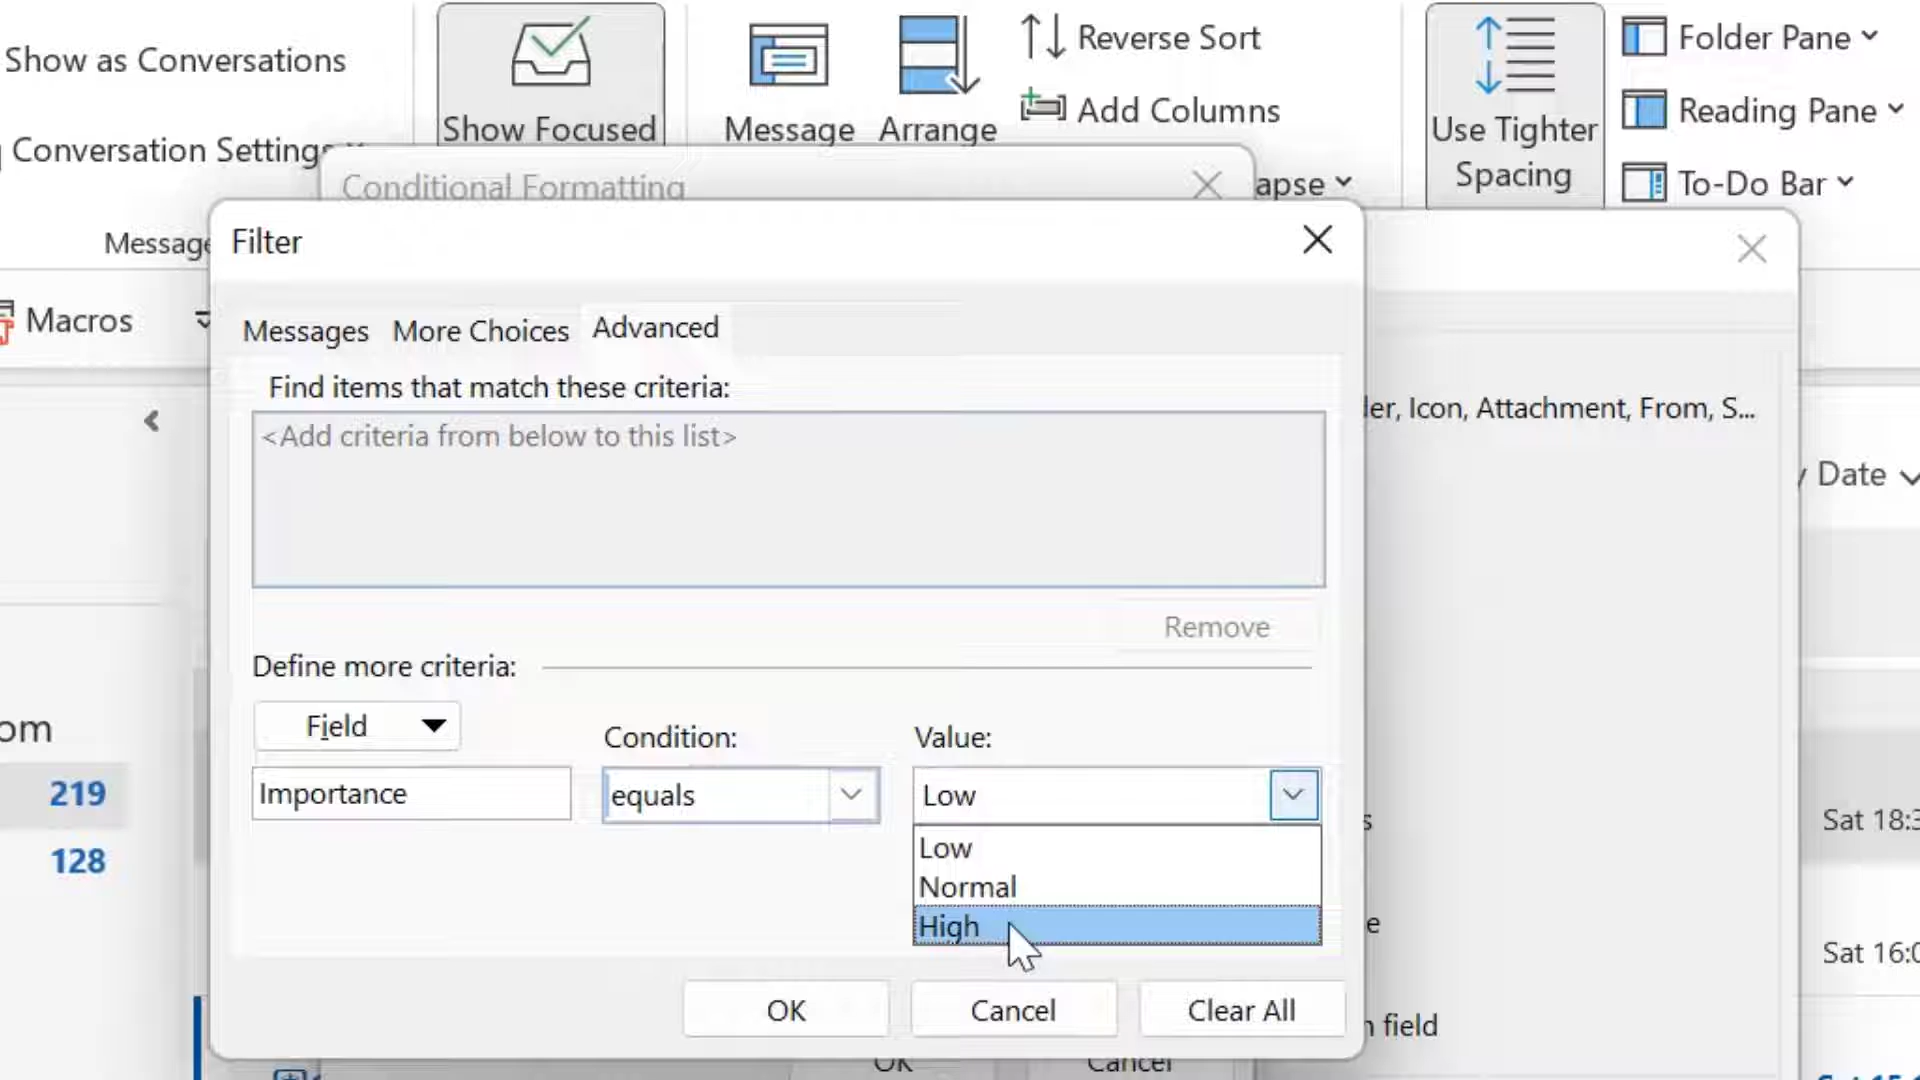 Show as Conversations
Conversation Settings
Message
Show Focused
Message
Arrange
Reverse Sort
Add Columns
apse
Use Tighter
Spacing
Folder Pane
Reading Pane
To-Do Bar
Macros
Conditional Formatting
Filter
Messages
More Choices
Advanced
Find items that match these criteria:
<Add criteria from below to this list>
Remove
Define more criteria:
Field
Condition:
Value:
Importance
equals
Low
Low
Normal
High
OK
Cancel
Clear All
OK
Cancel
der, Icon, Attachment, From, S...
n field
y Date
om
219
128
Sat 18:3
Sat 16:0